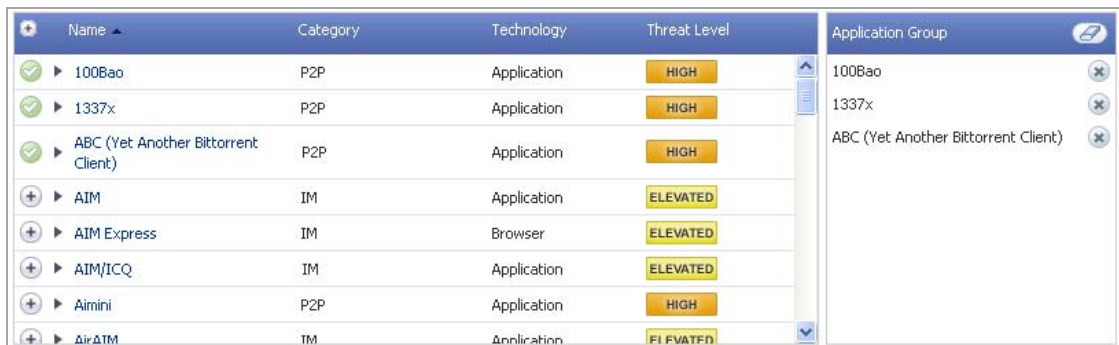 Name Category Technology Threat Level
100Bao P2P Application HIGH
1337x P2P Application HIGH
ABC (Yet Another Bittorrent
Client) P2P Application HIGH
AIM IM Application ELEVATED
AIM Express IM Browser ELEVATED
AIM/ICQ IM Application ELEVATED
Aimini P2P Application HIGH
AirAIM IM Application ELEVATED
Application Group
100Bao
1337x
ABC (Yet Another Bittorrent Client)